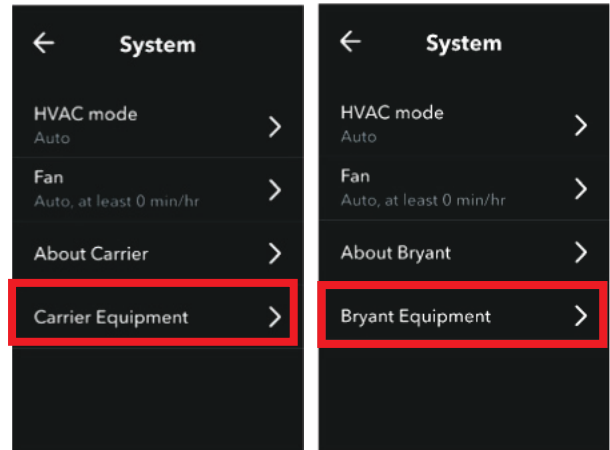 System
HVAC mode
Auto
Fan
Auto, at least 0 min/hr
About Carrier
Carrier Equipment
System
HVAC mode
Auto
Fan
Auto, at least 0 min/hr
About Bryant
Bryant Equipment